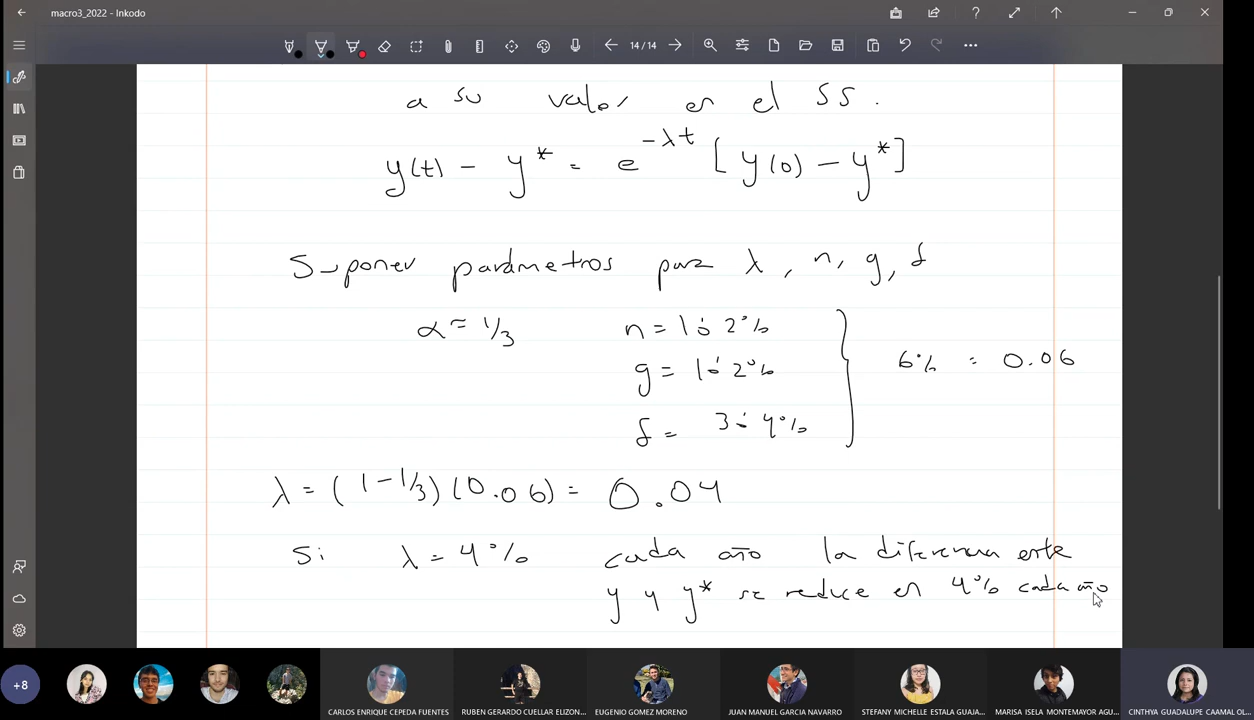 macro3_2022 - Inkodo
14/14
a su valor en el SS.
y(t) - y* = e^{-λt} [y(0) - y*]
Suponer parámetros para λ, n, g, δ
α ≈ 1/3
n = 1 ó 2%
g = 1 ó 2%
δ = 3 ó 4%
6% = 0.06
λ = (1 - 1/3)(0.06) = 0.04
Si λ = 4% cada año la diferencia este
y y y* se reduce en 4% cada año
+8
CARLOS ENRIQUE CEPEDA FUENTES
RUBEN GERARDO CUELLAR ELIZON...
EUGENIO GOMEZ MORENO
JUAN MANUEL GARCIA NAVARRO
STEFANY MICHELLE ESTALA GUAJA...
MARISA ISELA MONTEMAYOR AGU...
CINTHYA GUADALUPE CAAMAL OL...